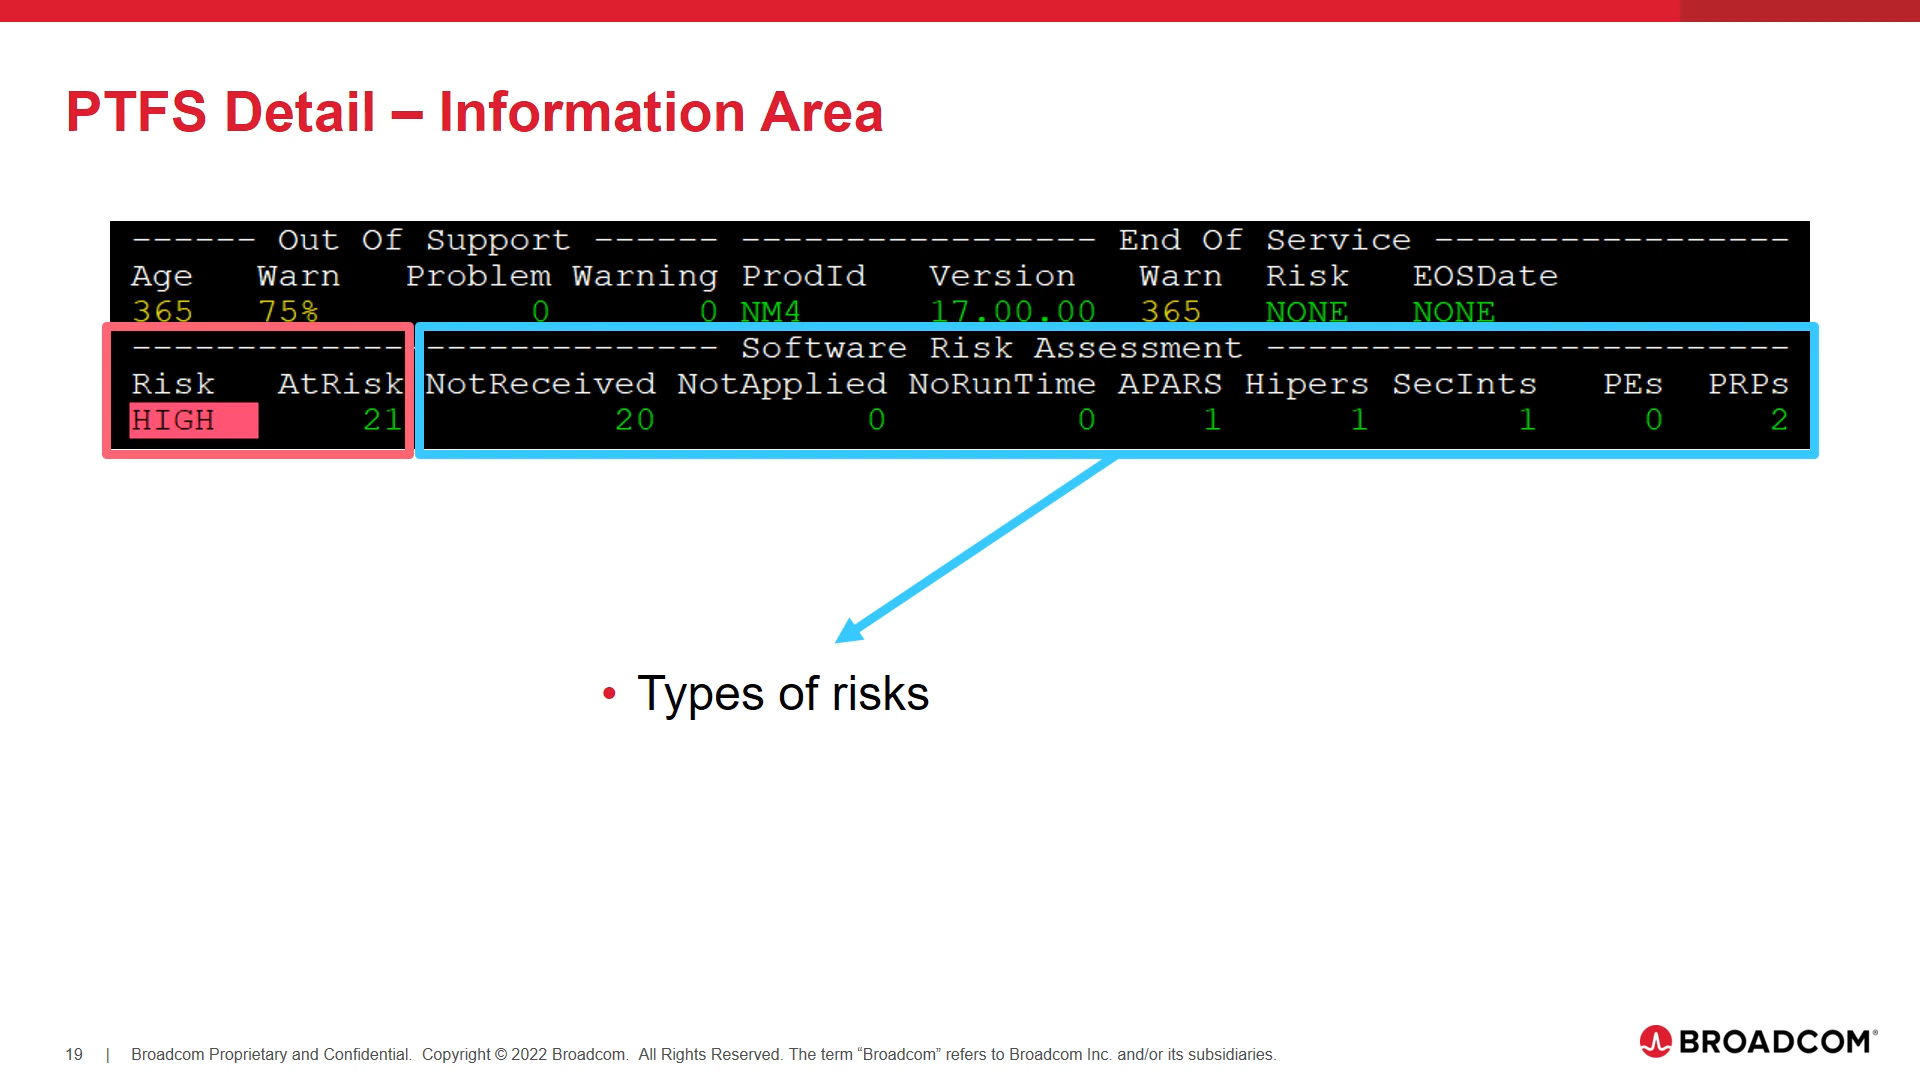 PTFS Detail – Information Area
------ Out Of Support ------ ----------------- End Of Service -----------------
Age Warn Problem Warning ProdId Version Warn Risk EOSDate
365 75% 0 0 NM4 17.00.00 365 NONE NONE
---------------------------- Software Risk Assessment -------------------------
Risk AtRisk NotReceived NotApplied NoRunTime APARS Hipers SecInts PEs PRPs
HIGH 21 20 0 0 1 1 1 0 2
• Types of risks
19 | Broadcom Proprietary and Confidential. Copyright © 2022 Broadcom. All Rights Reserved. The term “Broadcom” refers to Broadcom Inc. and/or its subsidiaries.
BROADCOM®